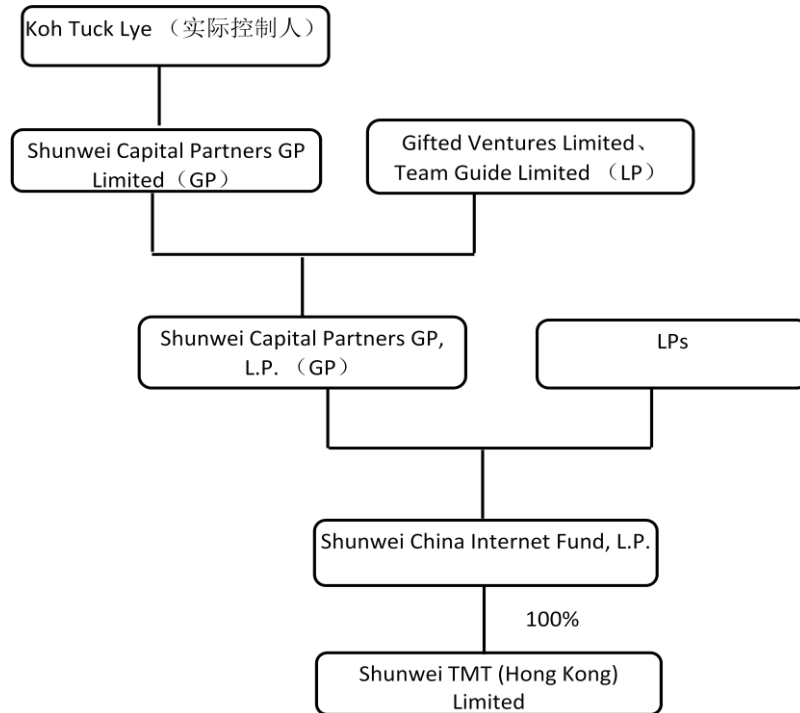 Koh Tuck Lye （实际控制人）
Shunwei Capital Partners GP
Limited（GP）
Gifted Ventures Limited、
Team Guide Limited （LP）
Shunwei Capital Partners GP,
L.P. （GP）
LPs
Shunwei China Internet Fund, L.P.
100%
Shunwei TMT (Hong Kong)
Limited